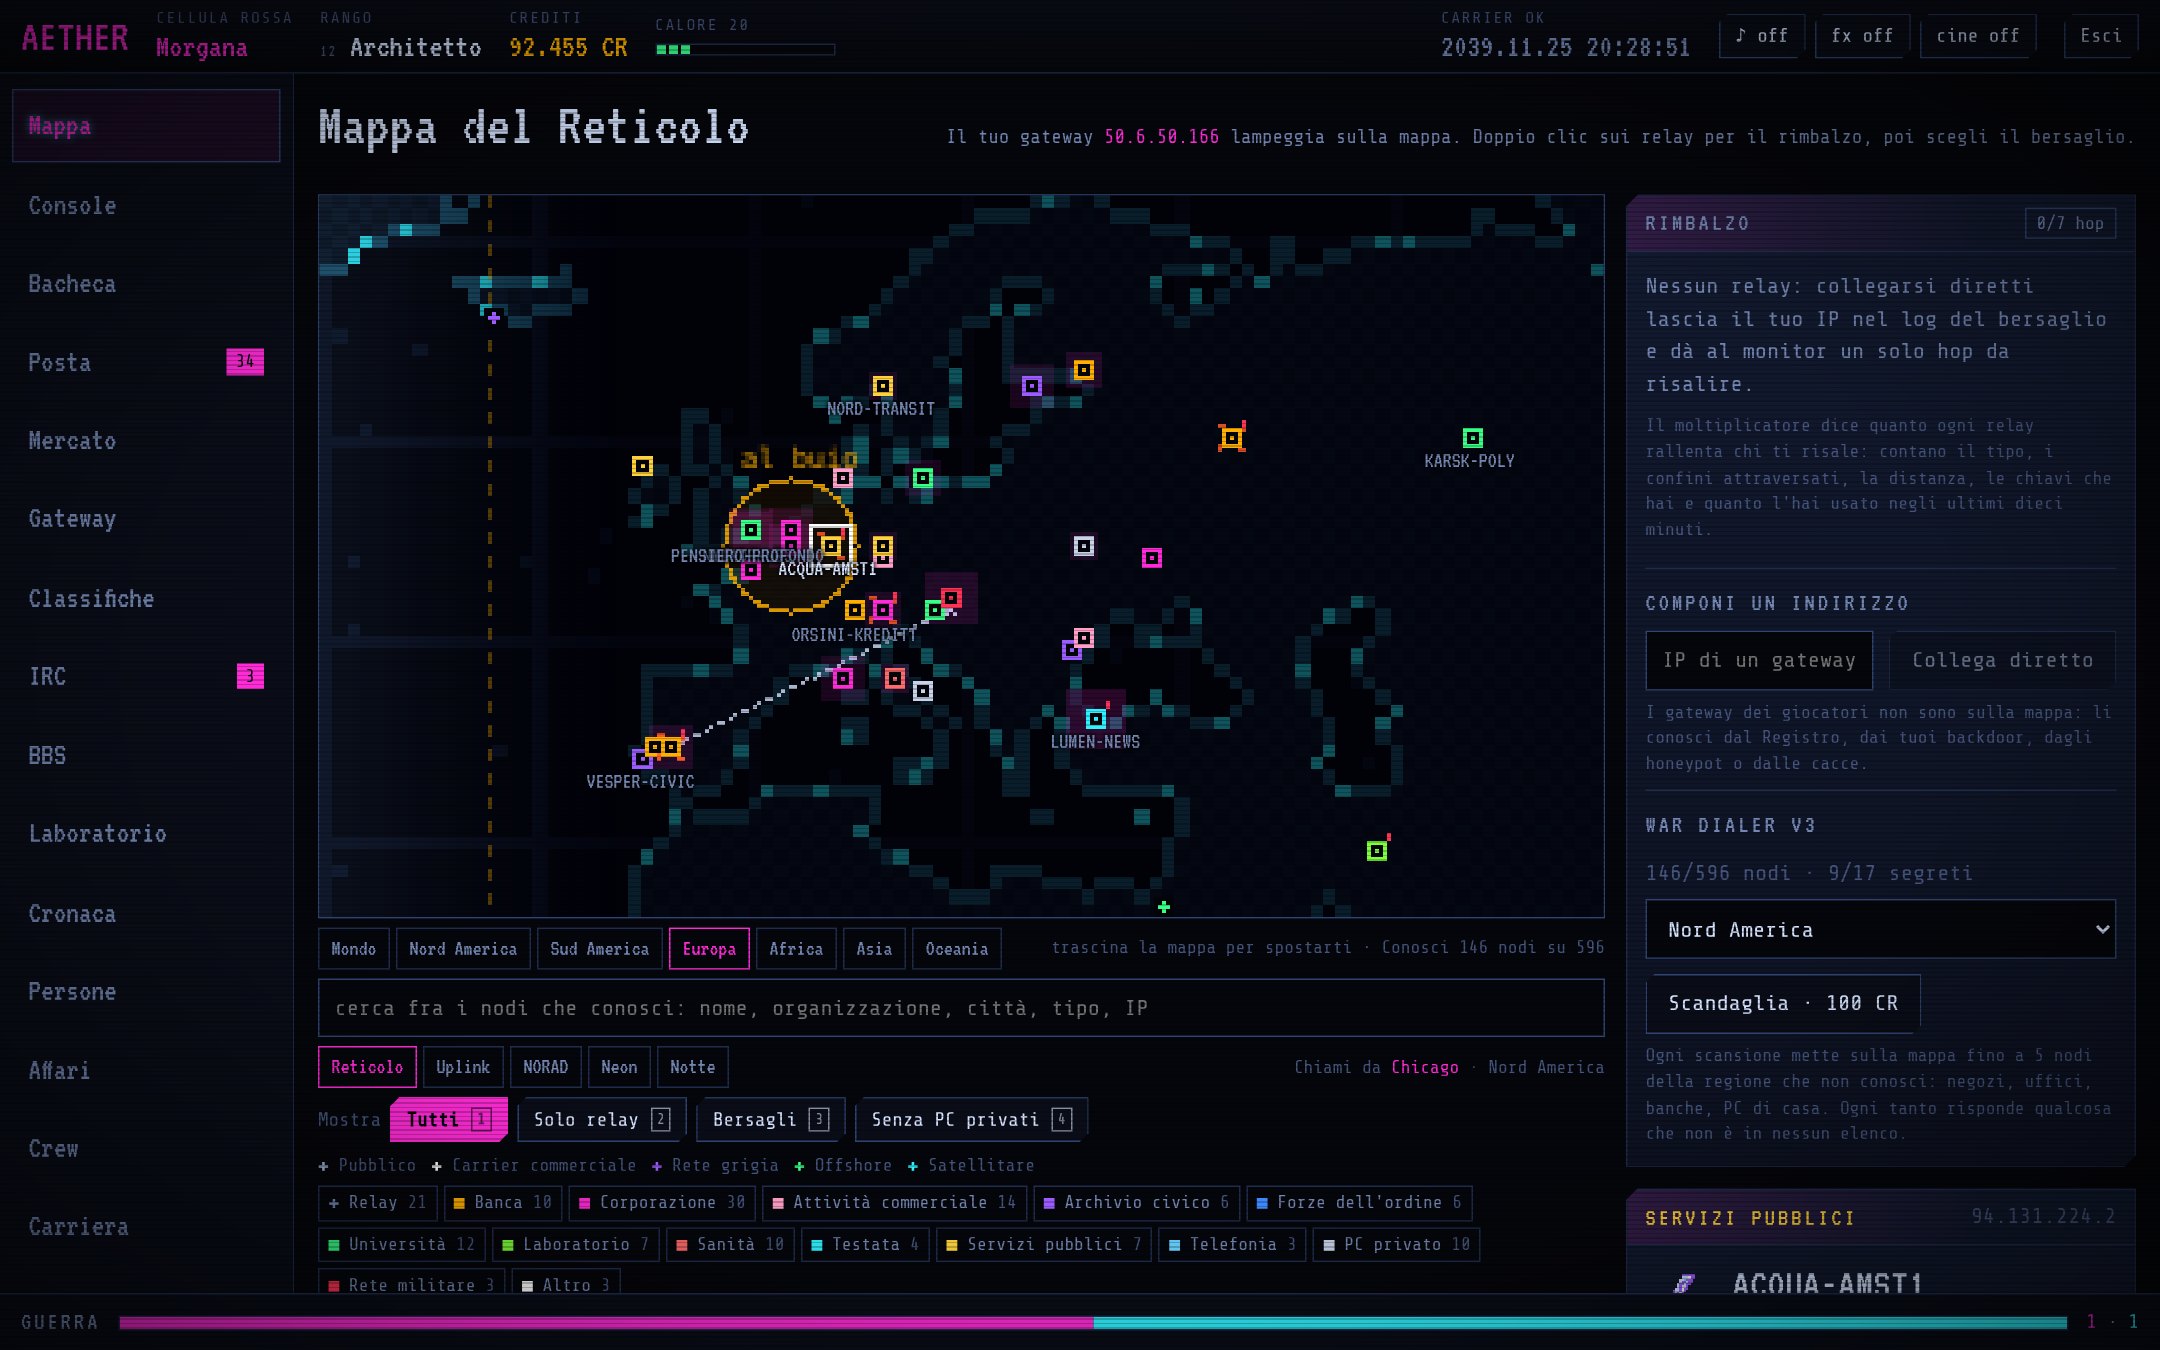 AETHER
CELLULA ROSSA
Morgana
RANGO
12 Architetto
CREDITI
92.455 CR
CALORE 20
CARRIER OK
2039.11.25 20:28:51
♪ off
fx off
cine off
Esci
Mappa
Console
Bacheca
Posta 34
Mercato
Gateway
Classifiche
IRC 3
BBS
Laboratorio
Cronaca
Persone
Affari
Crew
Carriera
Mappa del Reticolo
Il tuo gateway 50.6.50.166 lampeggia sulla mappa. Doppio clic sui relay per il rimbalzo, poi scegli il bersaglio.
NORD-TRANSIT
al buio
KARSK-POLY
PENSIERO-PROFONDO
ACQUA-AMST1
ORSINI-KREDITT
LUMEN-NEWS
VESPER-CIVIC
Mondo
Nord America
Sud America
Europa
Africa
Asia
Oceania
trascina la mappa per spostarti · Conosci 146 nodi su 596
cerca fra i nodi che conosci: nome, organizzazione, città, tipo, IP
Reticolo
Uplink
NORAD
Neon
Notte
Chiami da Chicago · Nord America
Mostra
Tutti 1
Solo relay 2
Bersagli 3
Senza PC privati 4
Pubblico
Carrier commerciale
Rete grigia
Offshore
Satellitare
Relay 21
Banca 10
Corporazione 30
Attività commerciale 14
Archivio civico 6
Forze dell'ordine 6
Università 12
Laboratorio 7
Sanità 10
Testata 4
Servizi pubblici 7
Telefonia 3
PC privato 10
Rete militare 3
Altro 3
RIMBALZO
0/7 hop
Nessun relay: collegarsi diretti
lascia il tuo IP nel log del bersaglio
e dà al monitor un solo hop da
risalire.
Il moltiplicatore dice quanto ogni relay
rallenta chi ti risale: contano il tipo, i
confini attraversati, la distanza, le chiavi che
hai e quanto l'hai usato negli ultimi dieci
minuti.
COMPONI UN INDIRIZZO
IP di un gateway
Collega diretto
I gateway dei giocatori non sono sulla mappa: li
conosci dal Registro, dai tuoi backdoor, dagli
honeypot o dalle cacce.
WAR DIALER V3
146/596 nodi · 9/17 segreti
Nord America
Scandaglia · 100 CR
Ogni scansione mette sulla mappa fino a 5 nodi
della regione che non conosci: negozi, uffici,
banche, PC di casa. Ogni tanto risponde qualcosa
che non è in nessun elenco.
SERVIZI PUBBLICI
94.131.224.2
ACQUA-AMST1
GUERRA
1 · 1